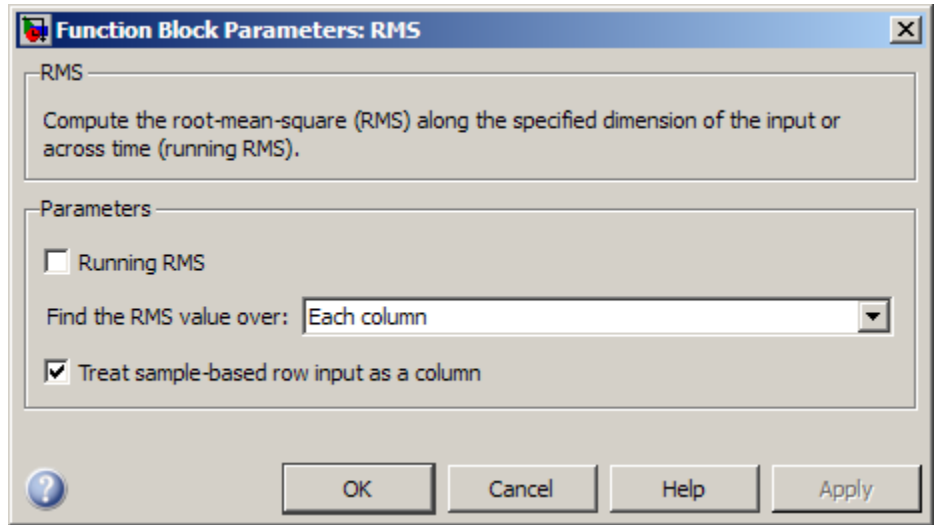 Function Block Parameters: RMS
RMS
Compute the root-mean-square (RMS) along the specified dimension of the input or
across time (running RMS).
Parameters
Running RMS
Find the RMS value over: Each column
Treat sample-based row input as a column
? OK Cancel Help Apply